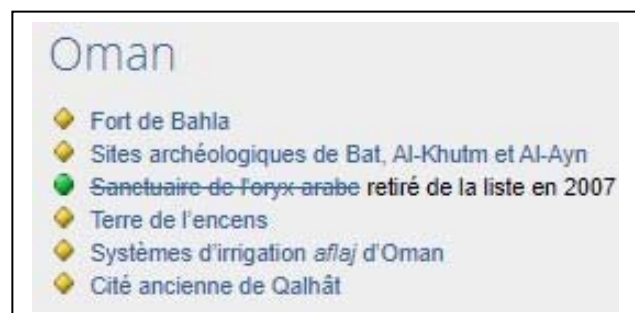 Oman
Fort de Bahla
Sites archéologiques de Bat, Al-Khutm et Al-Ayn
Sanctuaire de l'oryx arabe retiré de la liste en 2007
Terre de l'encens
Systèmes d'irrigation aflaj d'Oman
Cité ancienne de Qalhât